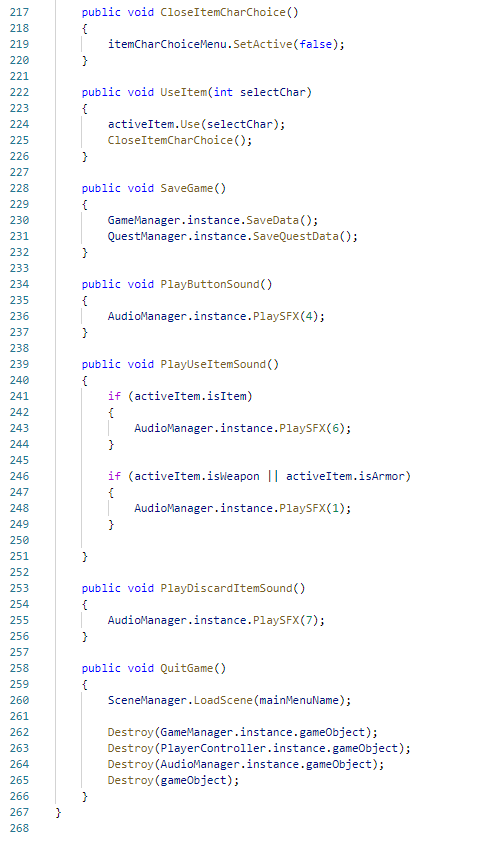 217 public void CloseItemCharChoice()
218 {
219 itemCharChoiceMenu.SetActive(false);
220 }
221
222 public void UseItem(int selectChar)
223 {
224 activeItem.Use(selectChar);
225 CloseItemCharChoice();
226 }
227
228 public void SaveGame()
229 {
230 GameManager.instance.SaveData();
231 QuestManager.instance.SaveQuestData();
232 }
233
234 public void PlayButtonSound()
235 {
236 AudioManager.instance.PlaySFX(4);
237 }
238
239 public void PlayUseItemSound()
240 {
241 if (activeItem.isItem)
242 {
243 AudioManager.instance.PlaySFX(6);
244 }
245
246 if (activeItem.isWeapon || activeItem.isArmor)
247 {
248 AudioManager.instance.PlaySFX(1);
249 }
250
251 }
252
253 public void PlayDiscardItemSound()
254 {
255 AudioManager.instance.PlaySFX(7);
256 }
257
258 public void QuitGame()
259 {
260 SceneManager.LoadScene(mainMenuName);
261
262 Destroy(GameManager.instance.gameObject);
263 Destroy(PlayerController.instance.gameObject);
264 Destroy(AudioManager.instance.gameObject);
265 Destroy(gameObject);
266 }
267 }
268